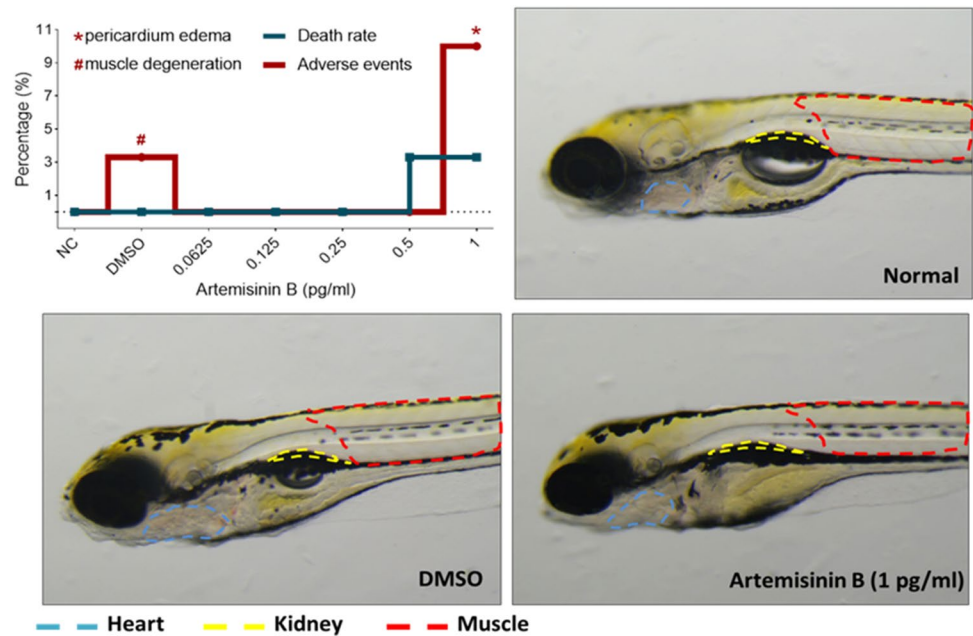 * pericardium edema
# muscle degeneration
Death rate
Adverse events
Percentage (%)
11
9
7
5
3
1
#
*
NC
DMSO
0.0625
0.125
0.25
0.5
1
Artemisinin B (pg/ml)
Normal
DMSO
Artemisinin B (1 pg/ml)
Heart
Kidney
Muscle